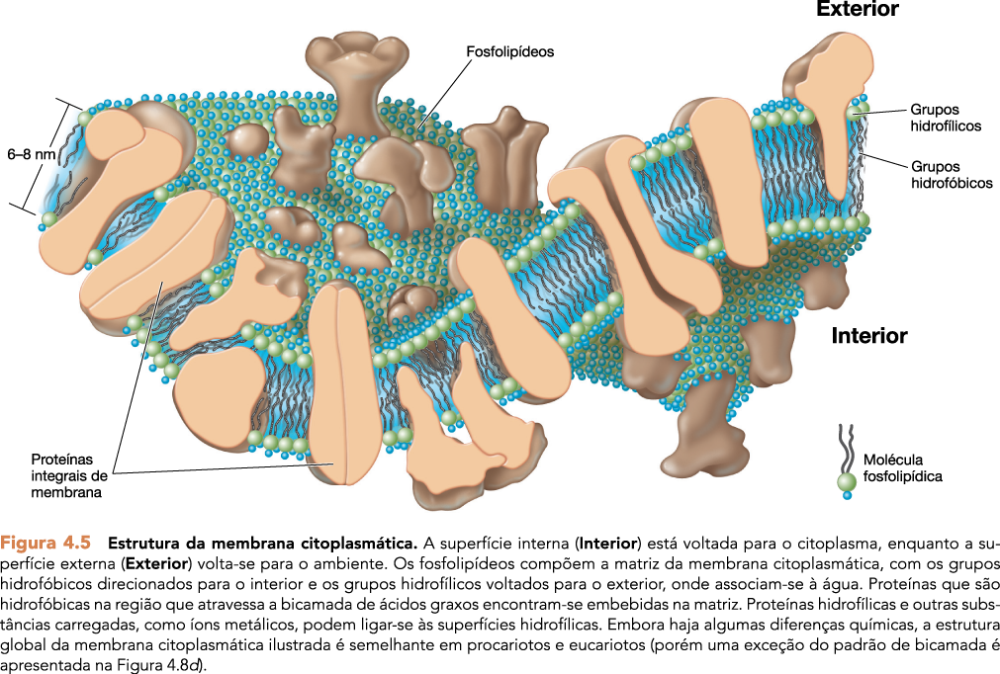 Exterior
Fosfolipídeos
Grupos
hidrofílicos
6–8 nm
Grupos
hidrofóbicos
Interior
Proteínas
integrais de
membrana
Molécula
fosfolipídica
Figura 4.5 Estrutura da membrana citoplasmática. A superfície interna (Interior) está voltada para o citoplasma, enquanto a su-
perfície externa (Exterior) volta-se para o ambiente. Os fosfolipídeos compõem a matriz da membrana citoplasmática, com os grupos
hidrofóbicos direcionados para o interior e os grupos hidrofílicos voltados para o exterior, onde associam-se à água. Proteínas que são
hidrofóbicas na região que atravessa a bicamada de ácidos graxos encontram-se embebidas na matriz. Proteínas hidrofílicas e outras subs-
tâncias carregadas, como íons metálicos, podem ligar-se às superfícies hidrofílicas. Embora haja algumas diferenças químicas, a estrutura
global da membrana citoplasmática ilustrada é semelhante em procariotos e eucariotos (porém uma exceção do padrão de bicamada é
apresentada na Figura 4.8d).